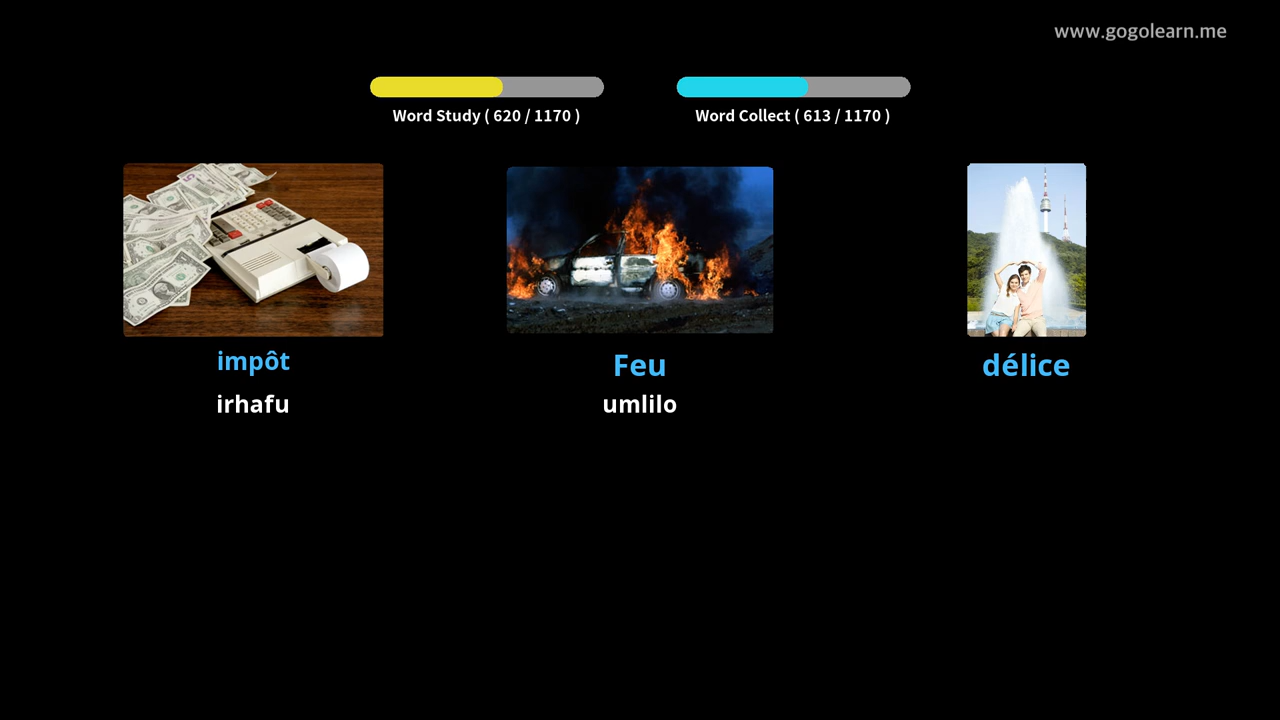 www.gogolearn.me
Word Study ( 620 / 1170 )
Word Collect ( 613 / 1170 )
impôt
irhafu
Feu
umlilo
délice